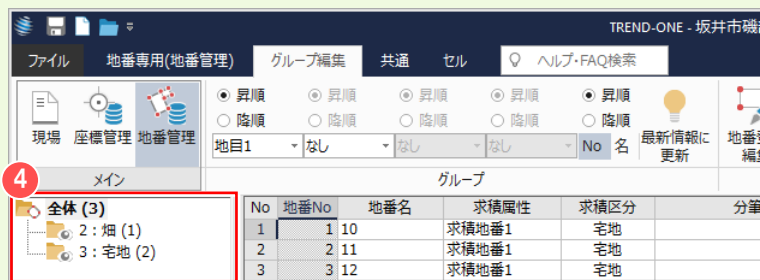 TREND-ONE - 坂井市磯
ファイル 地番専用(地番管理) グループ編集 共通 セル ヘルプ・FAQ検索
昇順 昇順 昇順 昇順 昇順
降順 降順 降順 降順 降順
現場 座標管理 地番管理 地目1 なし なし なし No 名 最新情報に更新 地番
編
メイン グループ
4
全体 (3)
2 : 畑 (1)
3 : 宅地 (2)
No 地番No 地番名 求積属性 求積区分 分筆
1 1 10 求積地番1 宅地
2 2 11 求積地番1 宅地
3 3 12 求積地番1 宅地